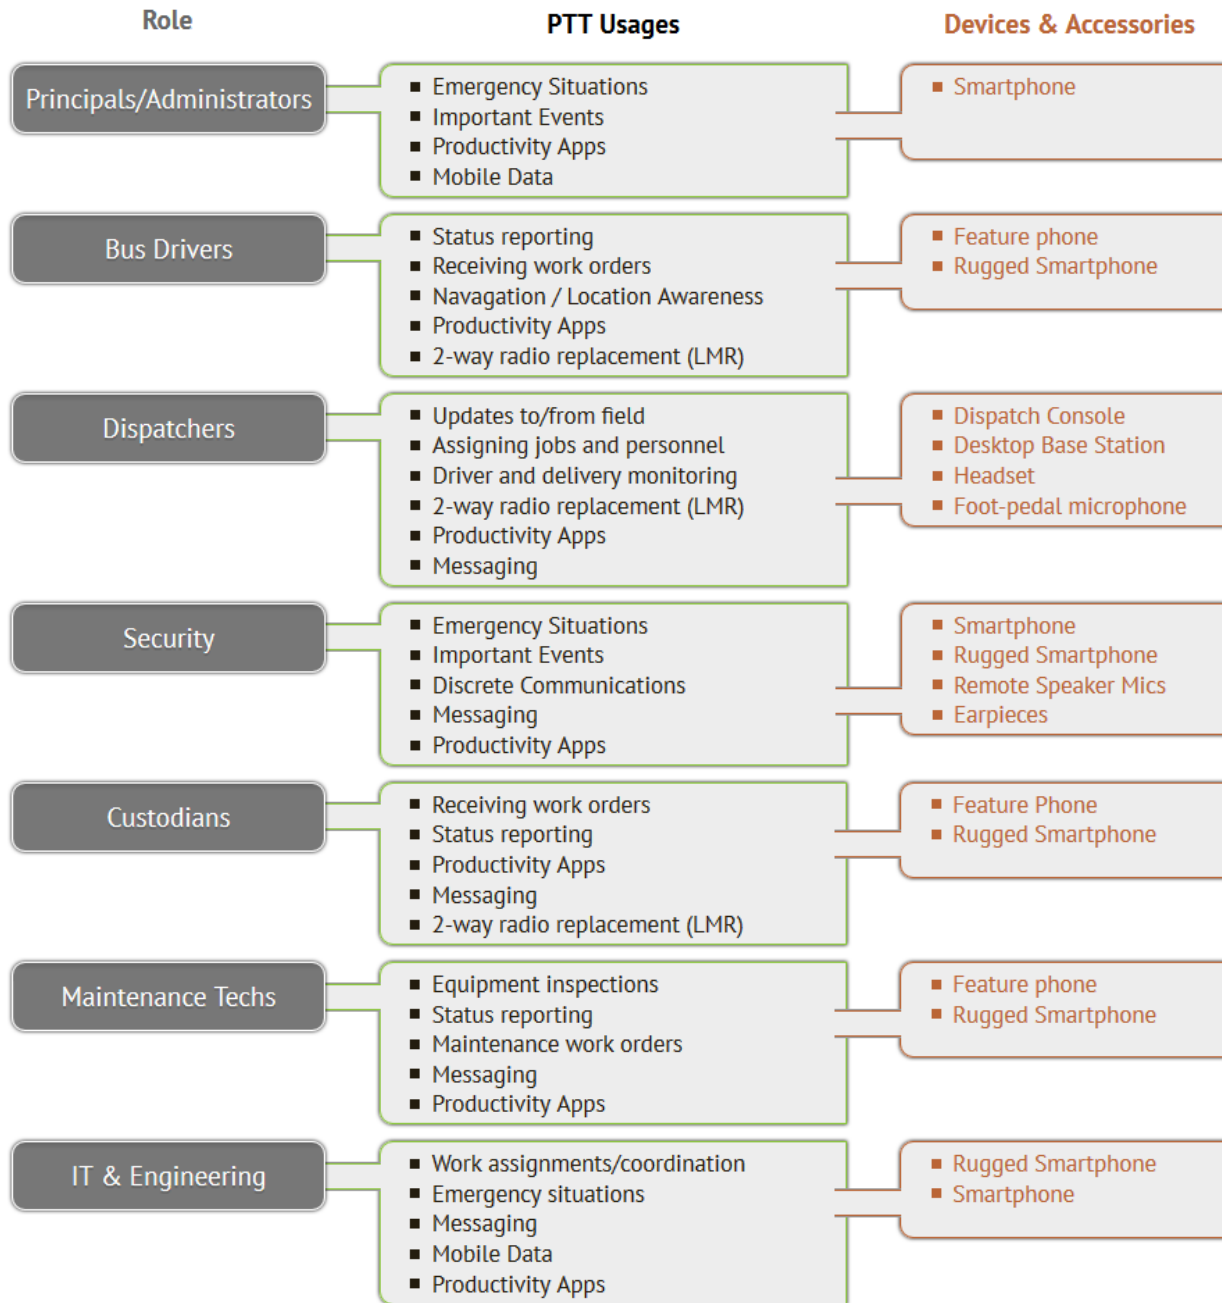 Role
PTT Usages
Devices & Accessories
Principals/Administrators
▪ Emergency Situations
▪ Important Events
▪ Productivity Apps
▪ Mobile Data
▪ Smartphone
Bus Drivers
▪ Status reporting
▪ Receiving work orders
▪ Navagation / Location Awareness
▪ Productivity Apps
▪ 2-way radio replacement (LMR)
▪ Feature phone
▪ Rugged Smartphone
Dispatchers
▪ Updates to/from field
▪ Assigning jobs and personnel
▪ Driver and delivery monitoring
▪ 2-way radio replacement (LMR)
▪ Productivity Apps
▪ Messaging
▪ Dispatch Console
▪ Desktop Base Station
▪ Headset
▪ Foot-pedal microphone
Security
▪ Emergency Situations
▪ Important Events
▪ Discrete Communications
▪ Messaging
▪ Productivity Apps
▪ Smartphone
▪ Rugged Smartphone
▪ Remote Speaker Mics
▪ Earpieces
Custodians
▪ Receiving work orders
▪ Status reporting
▪ Productivity Apps
▪ Messaging
▪ 2-way radio replacement (LMR)
▪ Feature Phone
▪ Rugged Smartphone
Maintenance Techs
▪ Equipment inspections
▪ Status reporting
▪ Maintenance work orders
▪ Messaging
▪ Productivity Apps
▪ Feature phone
▪ Rugged Smartphone
IT & Engineering
▪ Work assignments/coordination
▪ Emergency situations
▪ Messaging
▪ Mobile Data
▪ Productivity Apps
▪ Rugged Smartphone
▪ Smartphone